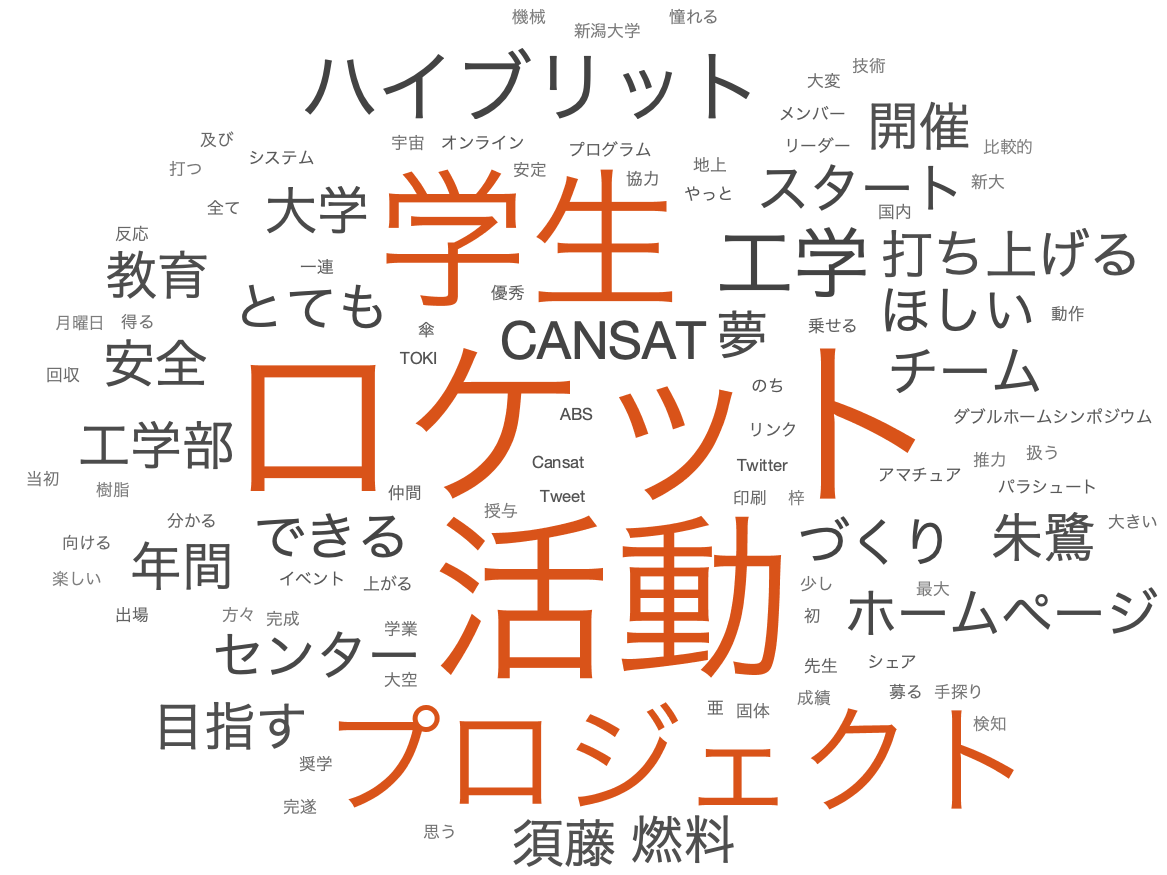 機械
新潟大学
憧れる
ハイブリット
技術
大変
メンバー
開催
及び
宇宙
オンライン
プログラム
リーダー
比較的
システム
打つ
安定
協力
地上
やっと
スタート
新大
全て
大学
学生
国内
反応
工学
打ち上げる
教育
一連
とても
優秀
ほしい
月曜日
得る
傘
CANSAT
夢
乗せる
動作
安全
TOKI
回収
ロケット
チーム
のち
ABS
リンク
ダブルホームシンポジウム
工学部
Cansat
Twitter
推力
扱う
アマチュア
当初
樹脂
仲間
Tweet
印刷
梓
パラシュート
授与
分かる
できる
活動
づくり
朱鷺
大きい
向ける
年間
楽しい
イベント
上がる
少し
最大
出場
方々
完成
初
ホームページ
学業
センター
大空
先生
シェア
成績
募る
手探り
目指す
亜
固体
検知
プロジェクト
奨学
完遂
思う
須藤
燃料